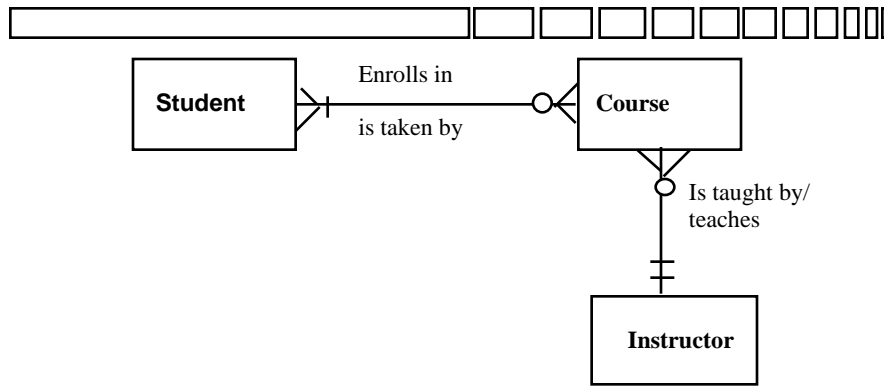 Enrolls in
Student
Course
is taken by
Is taught by/
teaches
Instructor